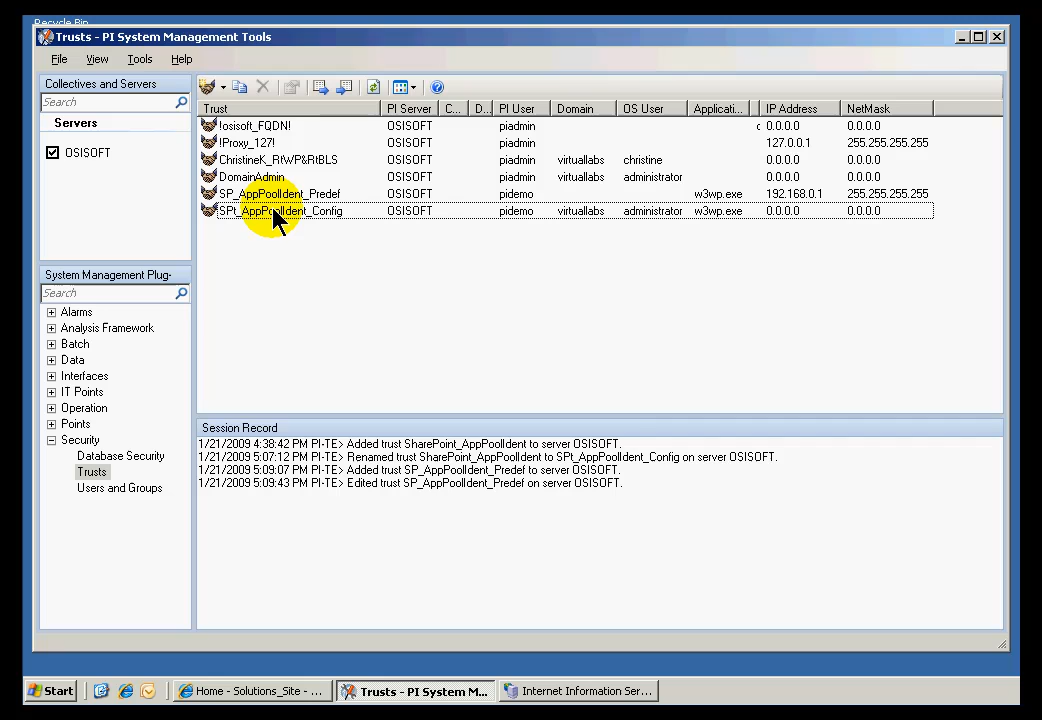 Recycle Bin
Trusts - PI System Management Tools
File View Tools Help
Collectives and Servers
Search
Servers
OSISOFT
System Management Plug-
Search
Alarms
Analysis Framework
Batch
Data
Interfaces
IT Points
Operation
Points
Security
Database Security
Trusts
Users and Groups
Trust PI Server C... D... PI User Domain OS User Applicati... IP Address NetMask
!osisoft_FQDN! OSISOFT piadmin c 0.0.0.0 0.0.0.0
!Proxy_127! OSISOFT piadmin 127.0.0.1 255.255.255.255
ChristineK_RtWP&RtBLS OSISOFT piadmin virtuallabs christine 0.0.0.0 0.0.0.0
DomainAdmin OSISOFT piadmin virtuallabs administrator 0.0.0.0 0.0.0.0
SP_AppPoolIdent_Predef OSISOFT pidemo w3wp.exe 192.168.0.1 255.255.255.255
SPt_AppPoolIdent_Config OSISOFT pidemo virtuallabs administrator w3wp.exe 0.0.0.0 0.0.0.0
Session Record
1/21/2009 4:38:42 PM PI-TE> Added trust SharePoint_AppPoolIdent to server OSISOFT.
1/21/2009 5:07:12 PM PI-TE> Renamed trust SharePoint_AppPoolIdent to SPt_AppPoolIdent_Config on server OSISOFT.
1/21/2009 5:09:07 PM PI-TE> Added trust SP_AppPoolIdent_Predef to server OSISOFT.
1/21/2009 5:09:43 PM PI-TE> Edited trust SP_AppPoolIdent_Predef on server OSISOFT.
Start Home - Solutions_Site - ... Trusts - PI System M... Internet Information Ser...